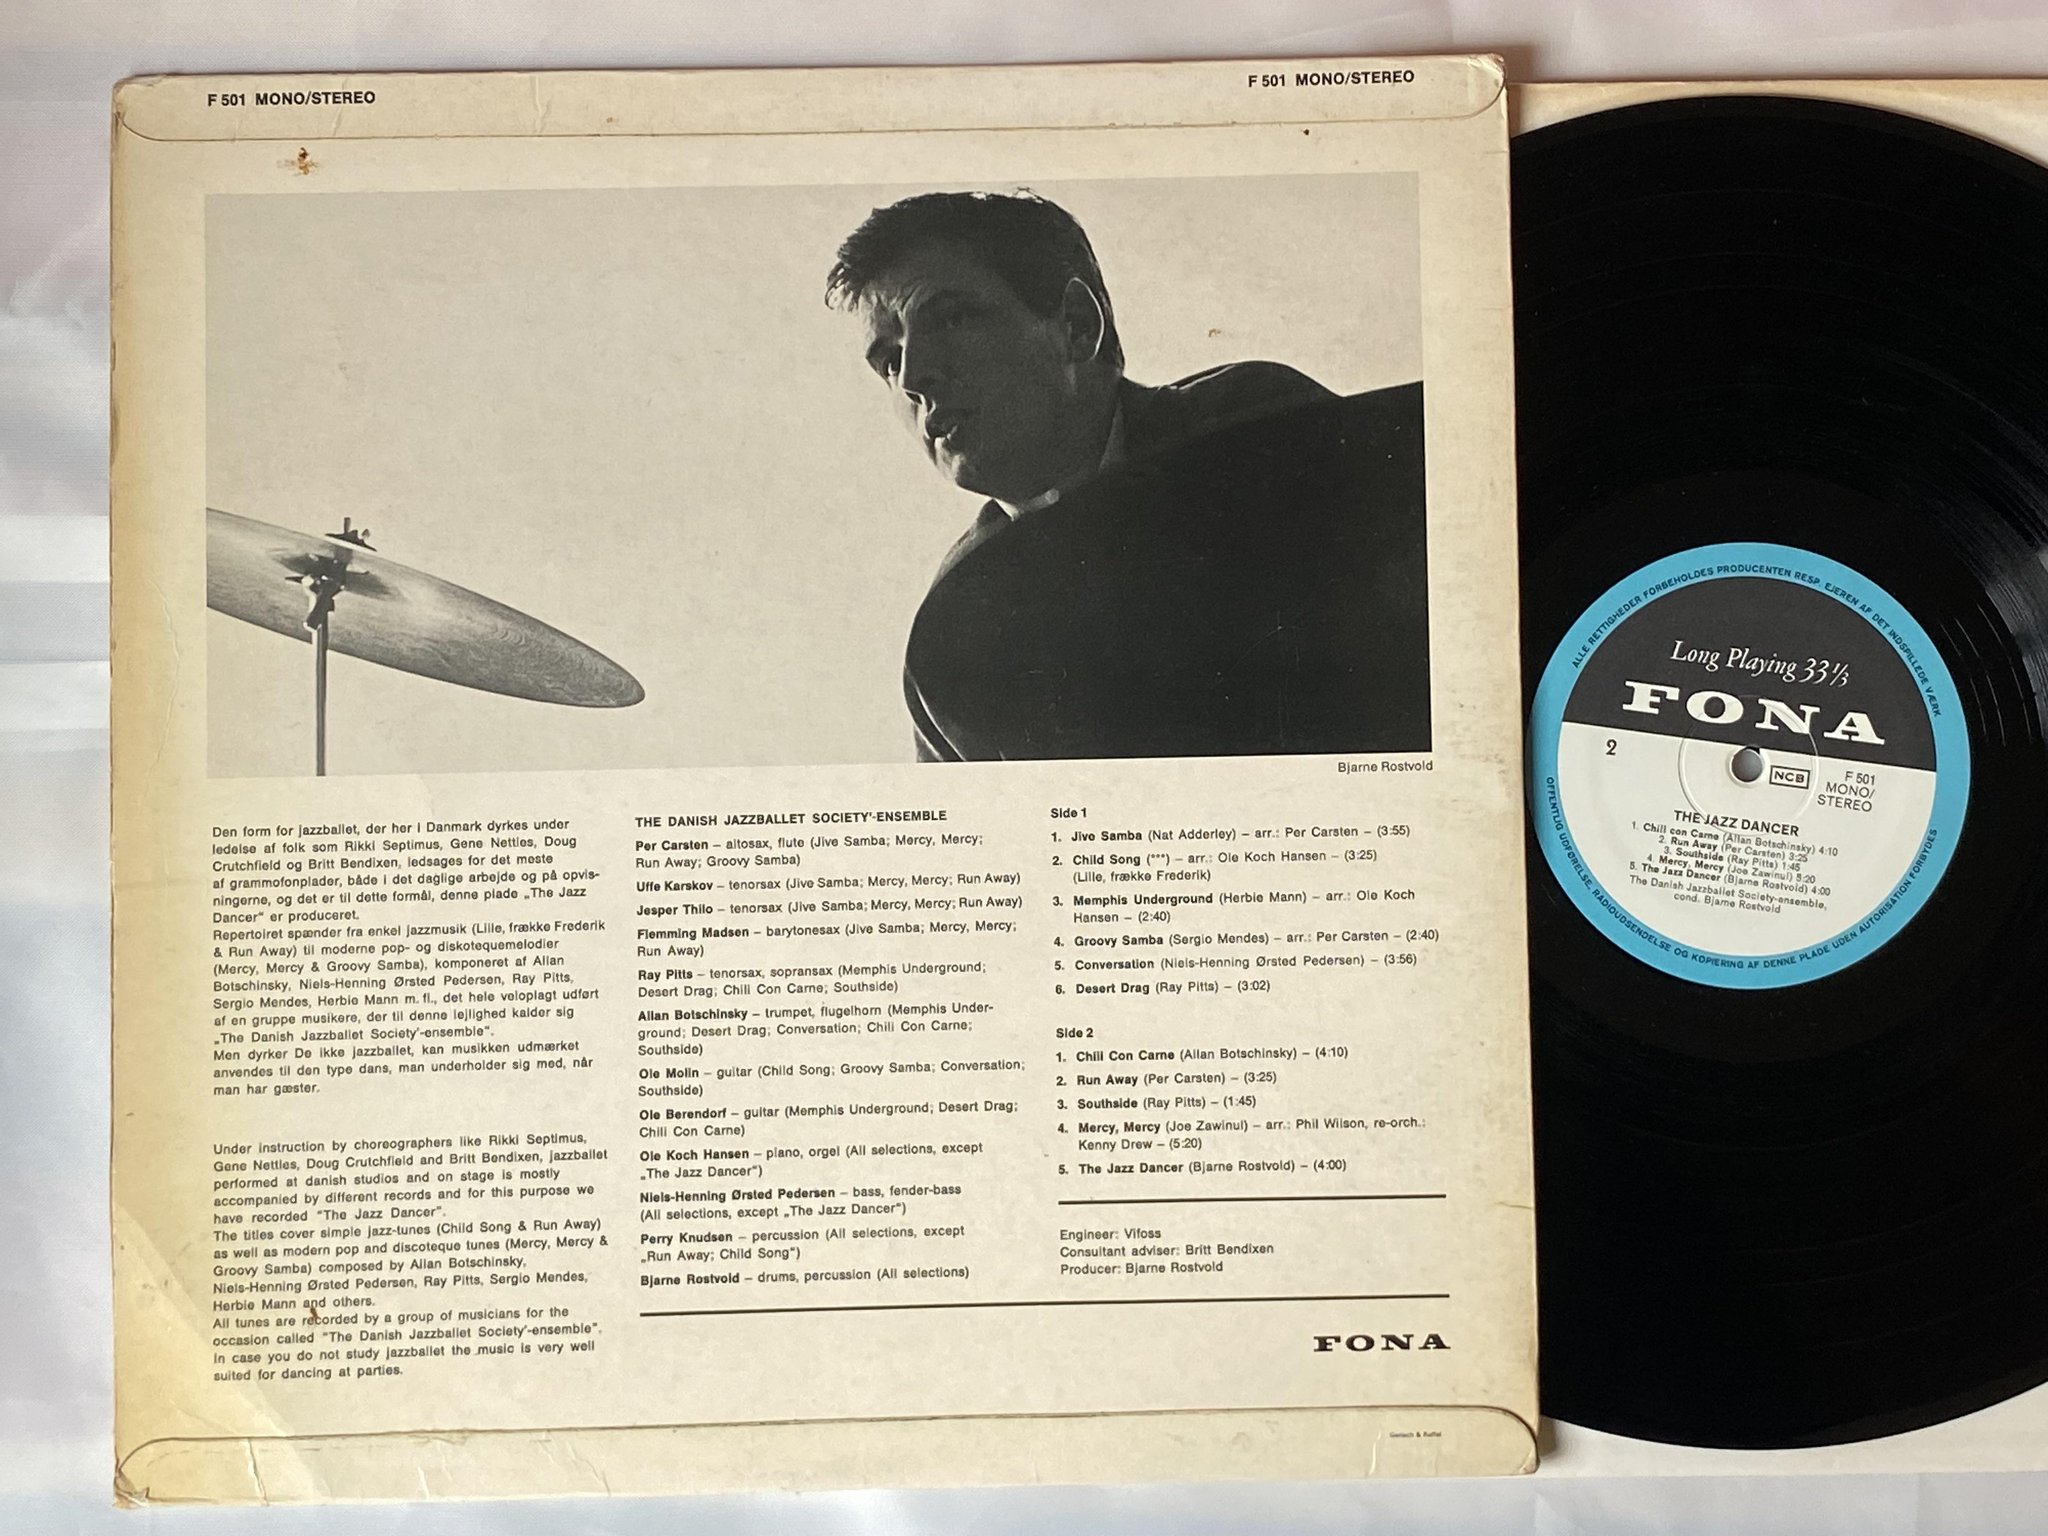 F 501 MONO/STEREO
F 501 MONO/STEREO
Bjarne Rostvold
Den form for jazzballet, der her i Danmark dyrkes under
ledelse af folk som Rikki Septimus, Gene Nettles, Doug
Crutchfield og Britt Bendixen, ledsages for det meste
af grammofonplader, både i det daglige arbejde og på opvis-
ningerne, og det er til dette formål, denne plade „The Jazz
Dancer“ er produceret.
Repertoiret spænder fra enkel jazzmusik (Lille, frække Frederik
& Run Away) til moderne pop- og diskotequemelodier
(Mercy, Mercy & Groovy Samba), komponeret af Allan
Botschinsky, Niels-Henning Ørsted Pedersen, Ray Pitts,
Sergio Mendes, Herbie Mann m. fl., det hele veloplagt udført
af en gruppe musikere, der til denne lejlighed kalder sig
„The Danish Jazzballet Society'-ensemble“.
Men dyrker De ikke jazzballet, kan musikken udmærket
anvendes til den type dans, man underholder sig med, når
man har gæster.
Under instruction by choreographers like Rikki Septimus,
Gene Nettles, Doug Crutchfield and Britt Bendixen, jazzballet
performed at danish studios and on stage is mostly
accompanied by different records and for this purpose we
have recorded "The Jazz Dancer".
The titles cover simple jazz-tunes (Child Song & Run Away)
as well as modern pop and discoteque tunes (Mercy, Mercy &
Groovy Samba) composed by Allan Botschinsky,
Niels-Henning Ørsted Pedersen, Ray Pitts, Sergio Mendes,
Herbie Mann and others.
All tunes are recorded by a group of musicians for the
occasion called "The Danish Jazzballet Society'-ensemble".
In case you do not study jazzballet the music is very well
suited for dancing at parties.
THE DANISH JAZZBALLET SOCIETY'-ENSEMBLE
Per Carsten – altosax, flute (Jive Samba; Mercy, Mercy;
Run Away; Groovy Samba)
Uffe Karskov – tenorsax (Jive Samba; Mercy, Mercy; Run Away)
Jesper Thilo – tenorsax (Jive Samba; Mercy, Mercy; Run Away)
Flemming Madsen – barytonesax (Jive Samba; Mercy, Mercy;
Run Away)
Ray Pitts – tenorsax, sopransax (Memphis Underground;
Desert Drag; Chili Con Carne; Southside)
Allan Botschinsky – trumpet, flugelhorn (Memphis Under-
ground; Desert Drag; Conversation; Chili Con Carne;
Southside)
Ole Molin – guitar (Child Song; Groovy Samba; Conversation;
Southside)
Ole Berendorf – guitar (Memphis Underground; Desert Drag;
Chili Con Carne)
Ole Koch Hansen – piano, orgel (All selections, except
„The Jazz Dancer“)
Niels-Henning Ørsted Pedersen – bass, fender-bass
(All selections, except „The Jazz Dancer“)
Perry Knudsen – percussion (All selections, except
„Run Away; Child Song“)
Bjarne Rostvold – drums, percussion (All selections)
Side 1
1. Jive Samba (Nat Adderley) – arr.: Per Carsten – (3:55)
2. Child Song (***) – arr.: Ole Koch Hansen – (3:25)
(Lille, frække Frederik)
3. Memphis Underground (Herbie Mann) – arr.: Ole Koch
Hansen – (2:40)
4. Groovy Samba (Sergio Mendes) – arr.: Per Carsten – (2:40)
5. Conversation (Niels-Henning Ørsted Pedersen) – (3:56)
6. Desert Drag (Ray Pitts) – (3:02)
Side 2
1. Chili Con Carne (Allan Botschinsky) – (4:10)
2. Run Away (Per Carsten) – (3:25)
3. Southside (Ray Pitts) – (1:45)
4. Mercy, Mercy (Joe Zawinul) – arr.: Phil Wilson, re-orch.:
Kenny Drew – (5:20)
5. The Jazz Dancer (Bjarne Rostvold) – (4:00)
Engineer: Vifoss
Consultant adviser: Britt Bendixen
Producer: Bjarne Rostvold
FONA
ALLE RETTIGHEDER FORBEHOLDES PRODUCENTEN RESP. EJEREN AF DET INDSPILLEDE VÆRK
Long Playing 33 1/3
FONA
2
NCB
F 501
MONO/
STEREO
THE JAZZ DANCER
1. Chili con Carne (Allan Botschinsky) 4:10
2. Run Away (Per Carsten) 3:25
3. Southside (Ray Pitts) 1:45
4. Mercy, Mercy (Joe Zawinul) 5:20
5. The Jazz Dancer (Bjarne Rostvold) 4:00
The Danish Jazzballet Society-ensemble,
cond. Bjarne Rostvold
OFFENTLIG UDFØRELSE, RADIOUDSENDELSE OG KOPIERING AF DENNE PLADE UDEN AUTORISATION FORBYDES